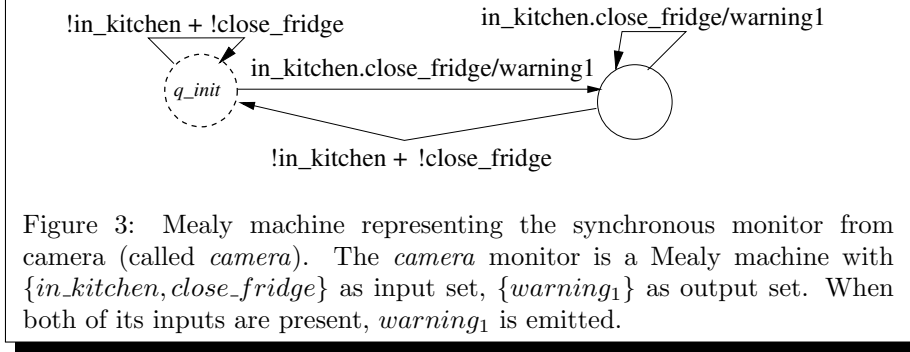 !in_kitchen + !close_fridge
in_kitchen.close_fridge/warning1
in_kitchen.close_fridge/warning1
q_init
!in_kitchen + !close_fridge
Figure 3: Mealy machine representing the synchronous monitor from
camera (called camera). The camera monitor is a Mealy machine with
{in_kitchen, close_fridge} as input set, {warning₁} as output set. When
both of its inputs are present, warning₁ is emitted.